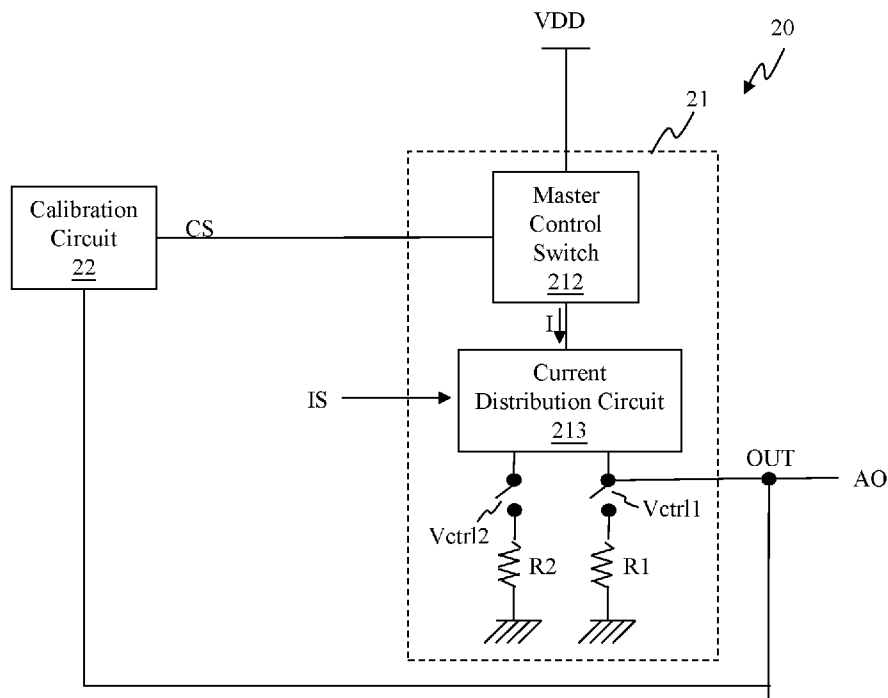 VDD
20
21
Master
Control
Switch
212
Calibration
Circuit
22
CS
I
Current
Distribution Circuit
213
IS
OUT
AO
Vctrl2
Vctrl1
R2
R1